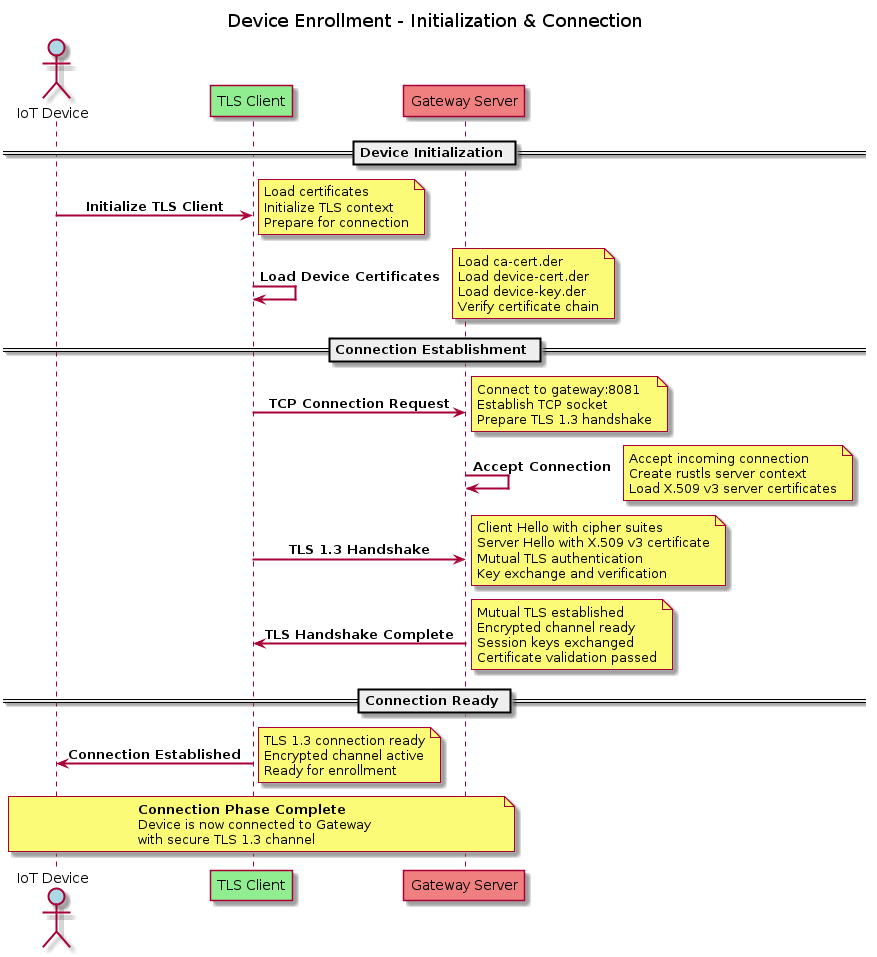 Device Enrollment - Initialization & Connection
IoT Device
TLS Client
Gateway Server
Device Initialization
Initialize TLS Client
Load certificates
Initialize TLS context
Prepare for connection
Load Device Certificates
Load ca-cert.der
Load device-cert.der
Load device-key.der
Verify certificate chain
Connection Establishment
TCP Connection Request
Connect to gateway:8081
Establish TCP socket
Prepare TLS 1.3 handshake
Accept Connection
Accept incoming connection
Create rustls server context
Load X.509 v3 server certificates
TLS 1.3 Handshake
Client Hello with cipher suites
Server Hello with X.509 v3 certificate
Mutual TLS authentication
Key exchange and verification
TLS Handshake Complete
Mutual TLS established
Encrypted channel ready
Session keys exchanged
Certificate validation passed
Connection Ready
Connection Established
TLS 1.3 connection ready
Encrypted channel active
Ready for enrollment
Connection Phase Complete
Device is now connected to Gateway
with secure TLS 1.3 channel
IoT Device
TLS Client
Gateway Server